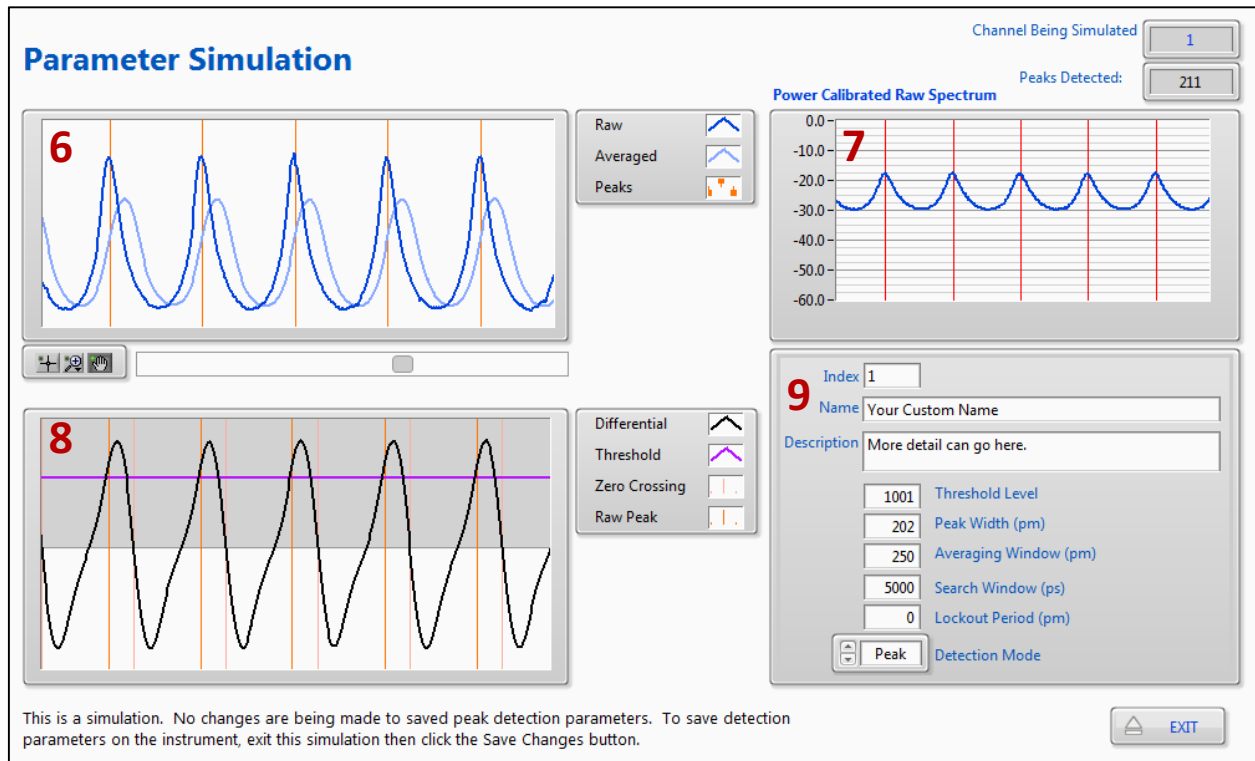 Parameter Simulation
Channel Being Simulated
1
Peaks Detected:
211
6
Raw
Averaged
Peaks
Power Calibrated Raw Spectrum
7
0.0
-10.0
-20.0
-30.0
-40.0
-50.0
-60.0
8
Differential
Threshold
Zero Crossing
Raw Peak
9
Index 1
Name Your Custom Name
Description More detail can go here.
1001 Threshold Level
202 Peak Width (pm)
250 Averaging Window (pm)
5000 Search Window (ps)
0 Lockout Period (pm)
Peak Detection Mode
This is a simulation. No changes are being made to saved peak detection parameters. To save detection
parameters on the instrument, exit this simulation then click the Save Changes button.
EXIT